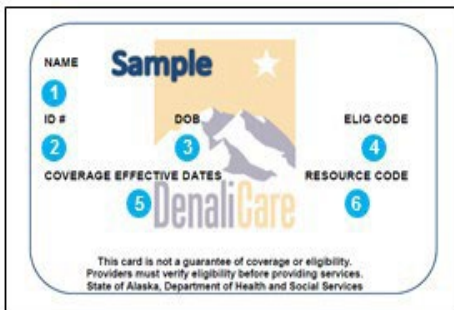 Sample
NAME
1
ID # DOB ELIG CODE
2 3 4
COVERAGE EFFECTIVE DATES RESOURCE CODE
5 6
DenaliCare
This card is not a guarantee of coverage or eligibility.
Providers must verify eligibility before providing services.
State of Alaska, Department of Health and Social Services